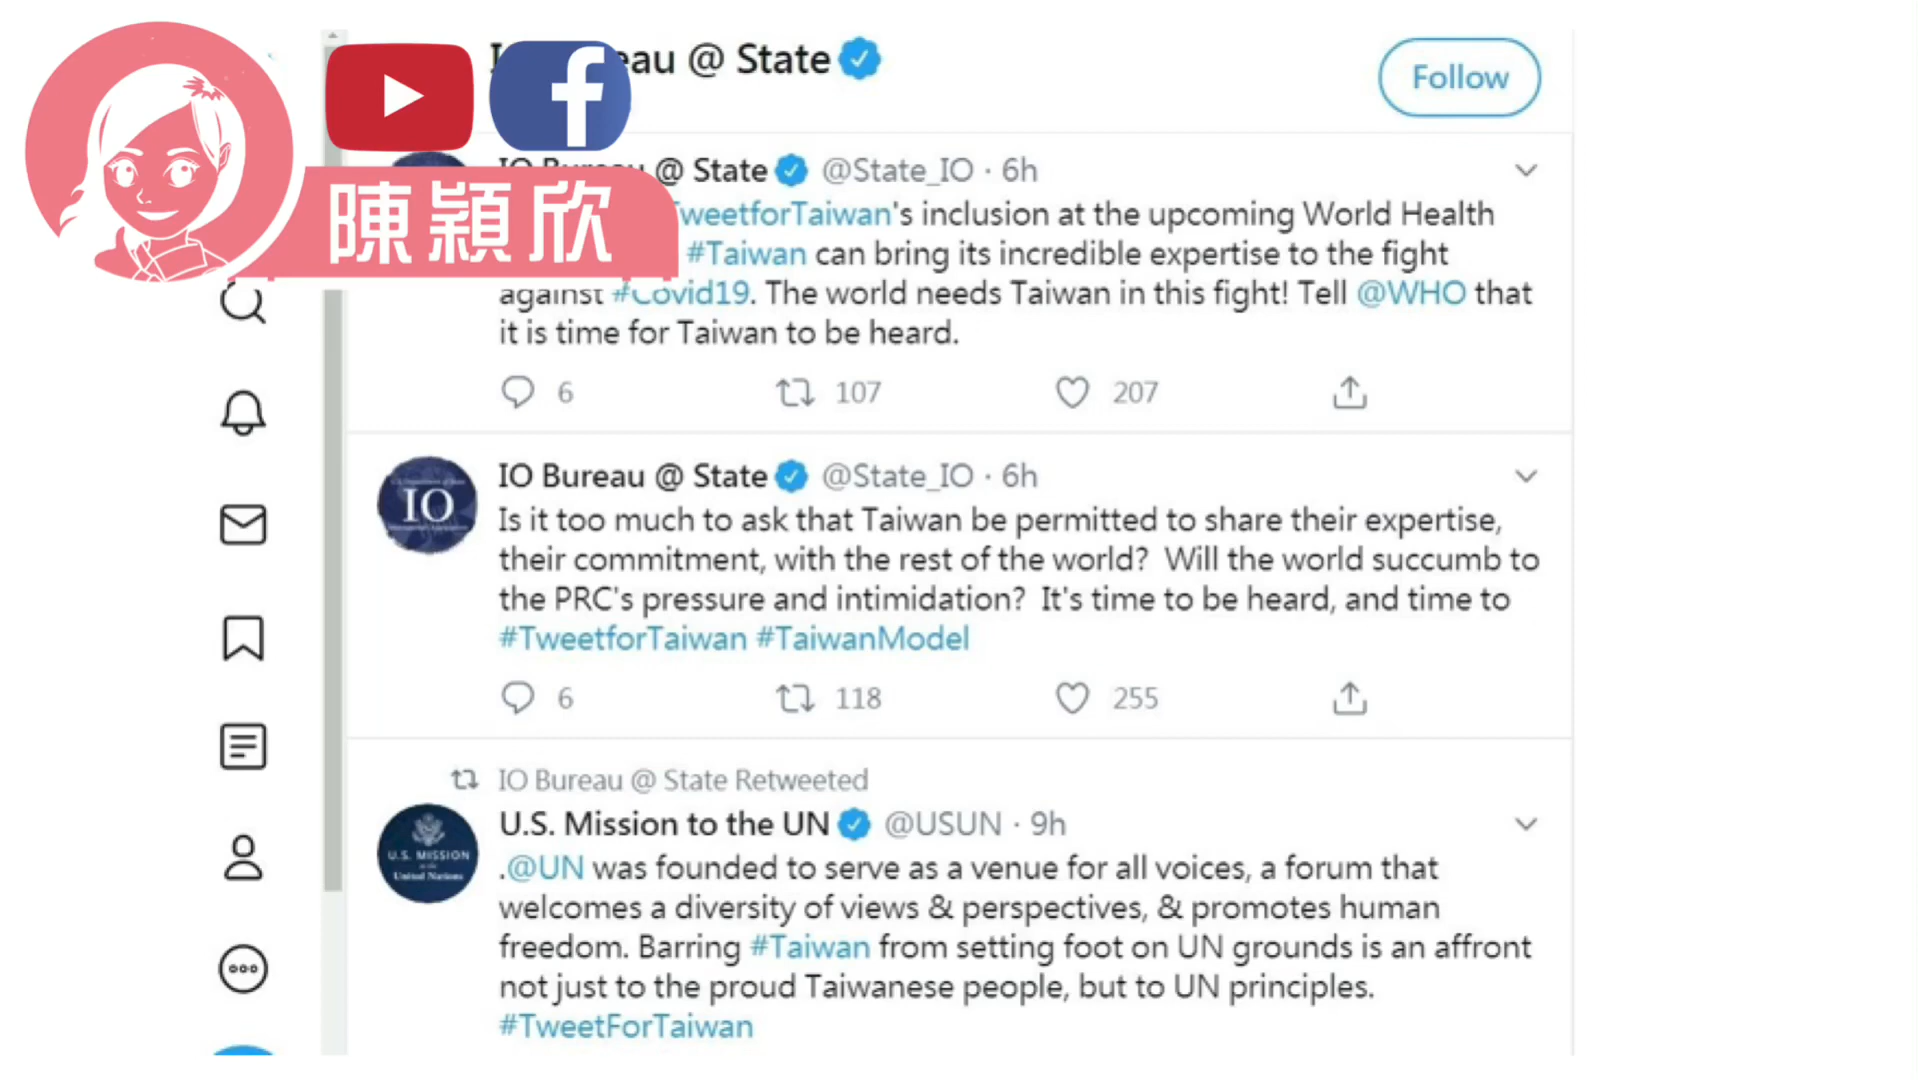 eau @ State
Follow
陳穎欣
@ State @State_IO · 6h
TweetforTaiwan's inclusion at the upcoming World Health
#Taiwan can bring its incredible expertise to the fight
against #Covid19. The world needs Taiwan in this fight! Tell @WHO that
it is time for Taiwan to be heard.
6 107 207
IO
IO Bureau @ State @State_IO · 6h
Is it too much to ask that Taiwan be permitted to share their expertise,
their commitment, with the rest of the world? Will the world succumb to
the PRC's pressure and intimidation? It's time to be heard, and time to
#TweetforTaiwan #TaiwanModel
6 118 255
IO Bureau @ State Retweeted
U.S. MISSION
United Nations
U.S. Mission to the UN @USUN · 9h
.@UN was founded to serve as a venue for all voices, a forum that
welcomes a diversity of views & perspectives, & promotes human
freedom. Barring #Taiwan from setting foot on UN grounds is an affront
not just to the proud Taiwanese people, but to UN principles.
#TweetForTaiwan